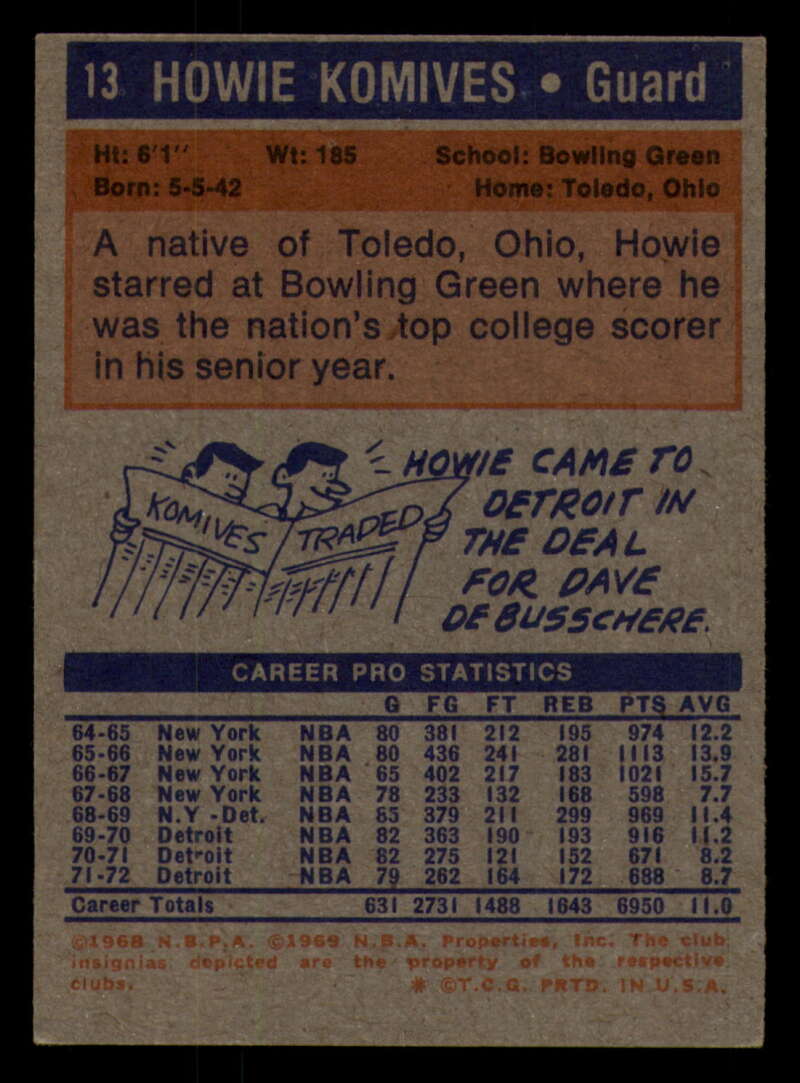 13 HOWIE KOMIVES • Guard
Ht: 6'1" Wt: 185 School: Bowling Green
Born: 5-5-42 Home: Toledo, Ohio
A native of Toledo, Ohio, Howie
starred at Bowling Green where he
was the nation's top college scorer
in his senior year.
KOMIVES TRADED
HOWIE CAME TO
DETROIT IN
THE DEAL
FOR DAVE
DE BUSSCHERE.
CAREER PRO STATISTICS
G FG FT REB PTS AVG
64-65 New York NBA 80 381 212 195 974 12.2
65-66 New York NBA 80 436 241 281 1113 13.9
66-67 New York NBA 65 402 217 183 1021 15.7
67-68 New York NBA 78 233 132 168 598 7.7
68-69 N.Y -Det. NBA 85 379 211 299 969 11.4
69-70 Detroit NBA 82 363 190 193 916 11.2
70-71 Detroit NBA 82 275 121 152 671 8.2
71-72 Detroit NBA 79 262 164 172 688 8.7
Career Totals 631 2731 1488 1643 6950 11.0
©1968 N.B.P.A. ©1969 N.B.A. Properties, Inc. The club
insignias depicted are the property of the respective
clubs. * ©T.C.G. PRTD. IN U.S.A.